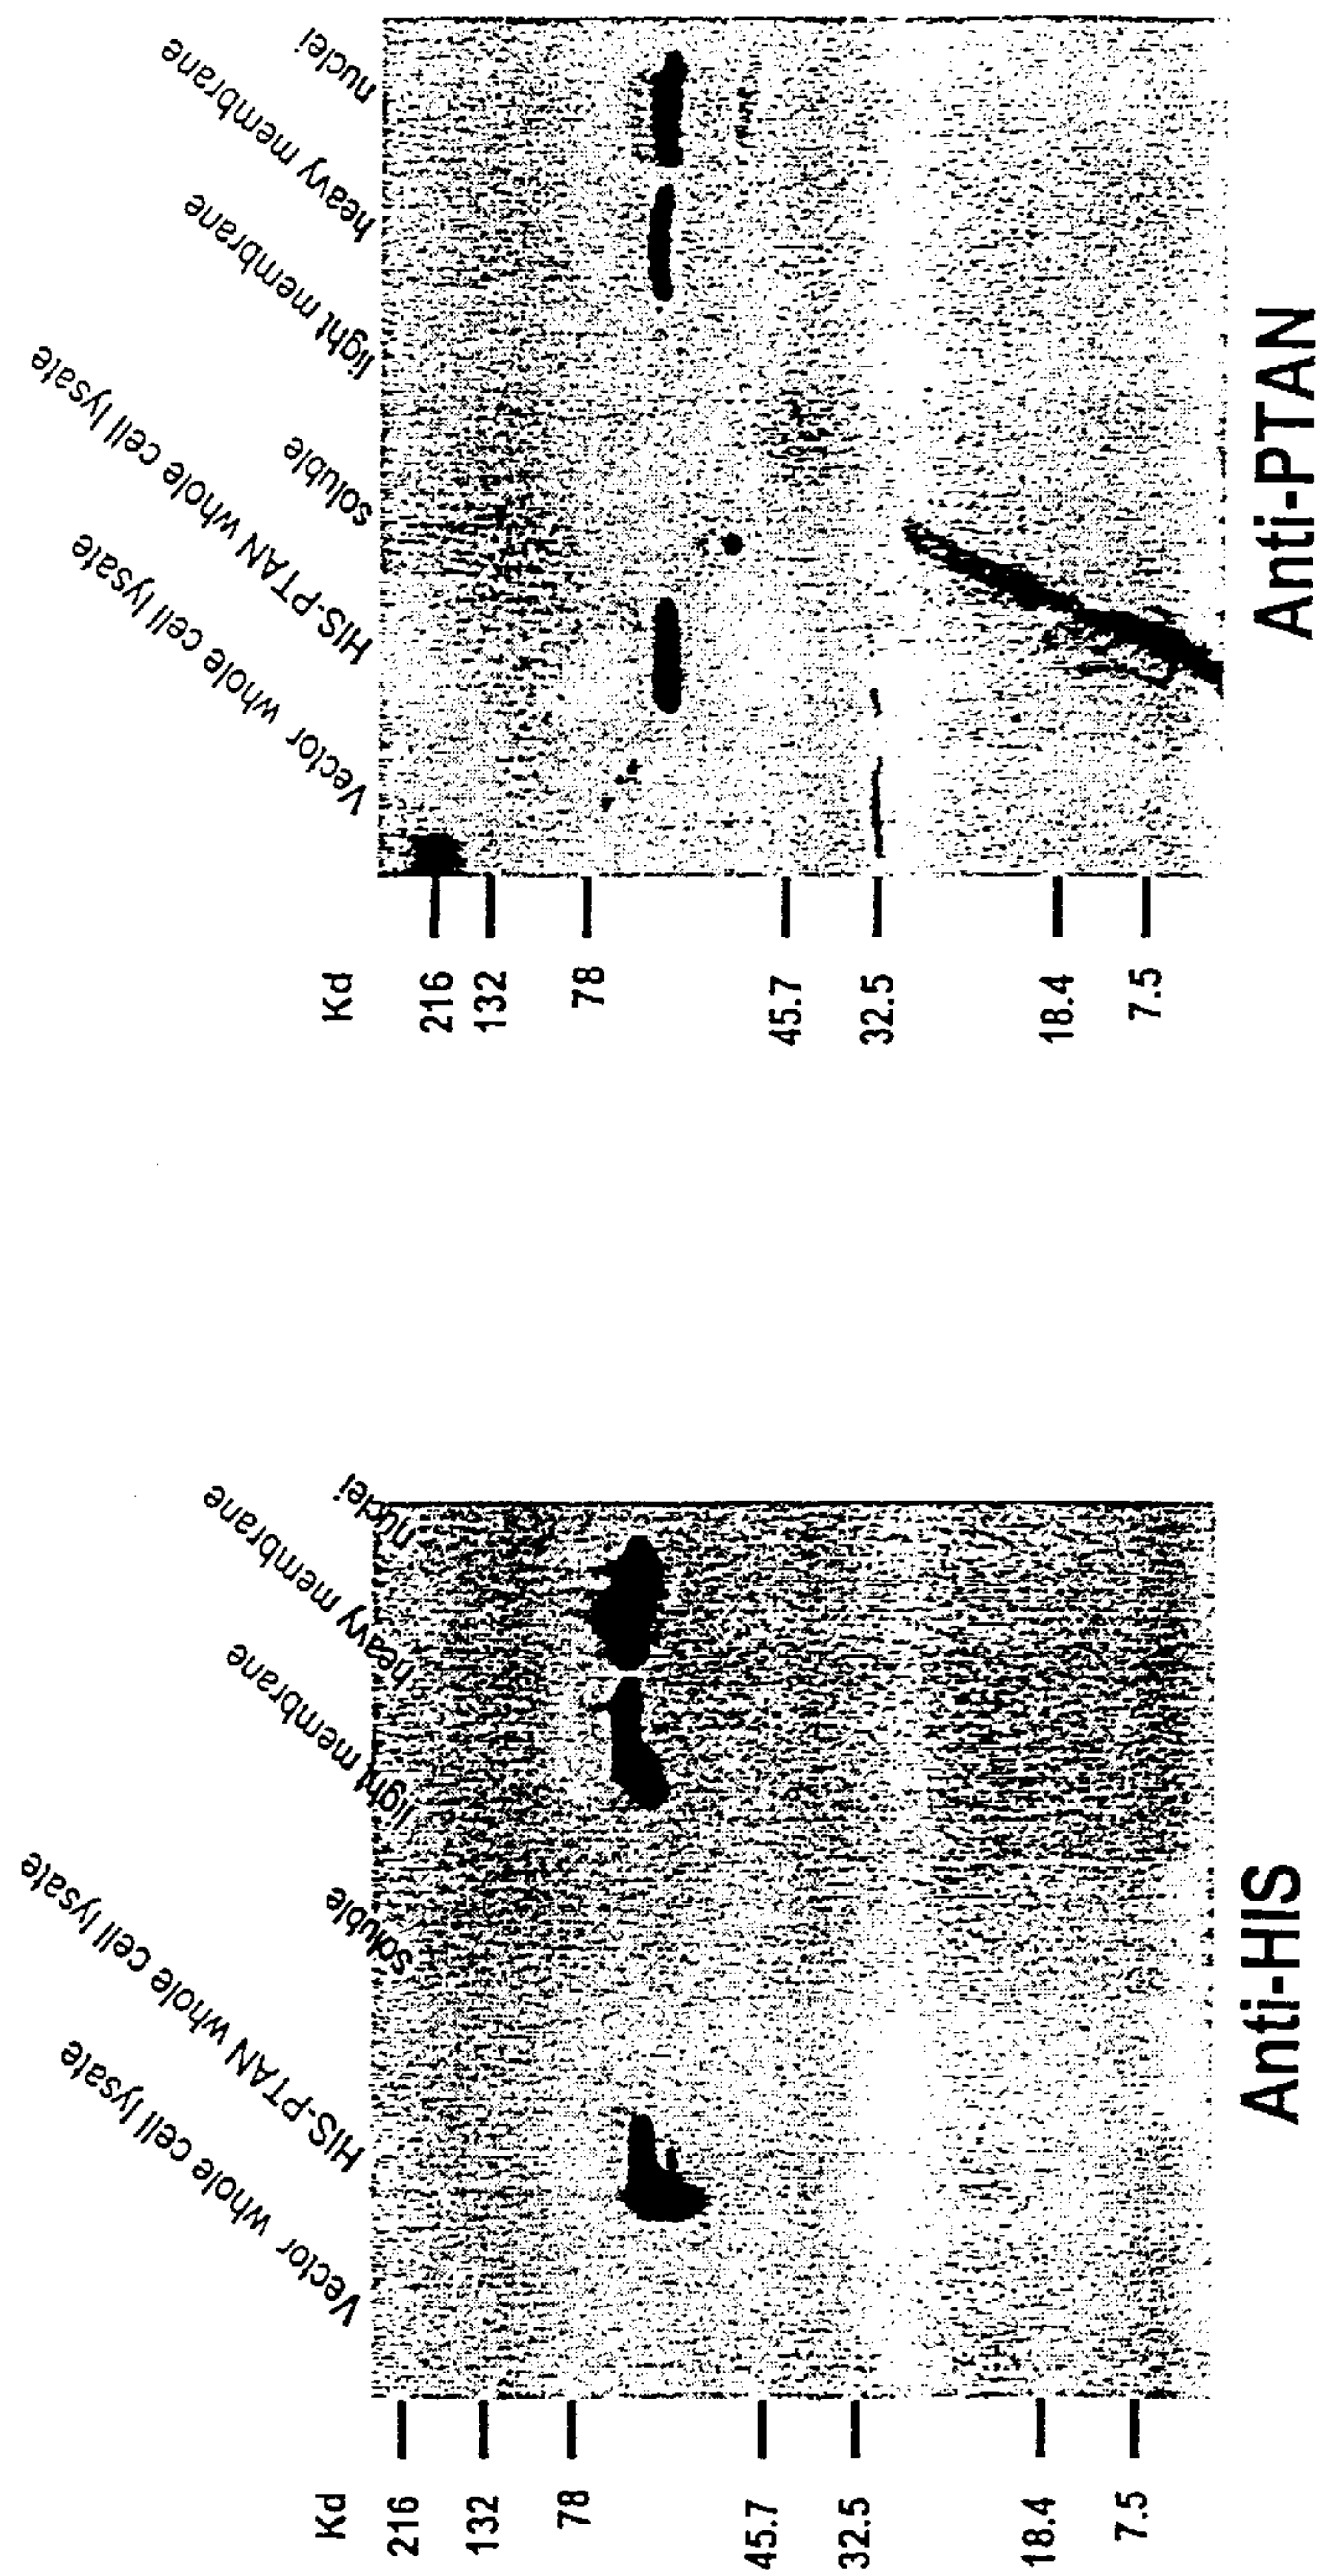 Vector whole cell lysate
HIS-PTAN whole cell lysate
soluble
light membrane
heavy membrane
nuclei
Kd
216
132
78
45.7
32.5
18.4
7.5
Anti-HIS
Vector whole cell lysate
HIS-PTAN whole cell lysate
soluble
light membrane
heavy membrane
nuclei
Kd
216
132
78
45.7
32.5
18.4
7.5
Anti-PTAN